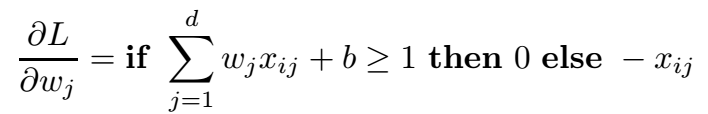 ∂L/∂w_j = if ∑_{j=1}^{d} w_j x_{ij} + b ≥ 1 then 0 else − x_{ij}